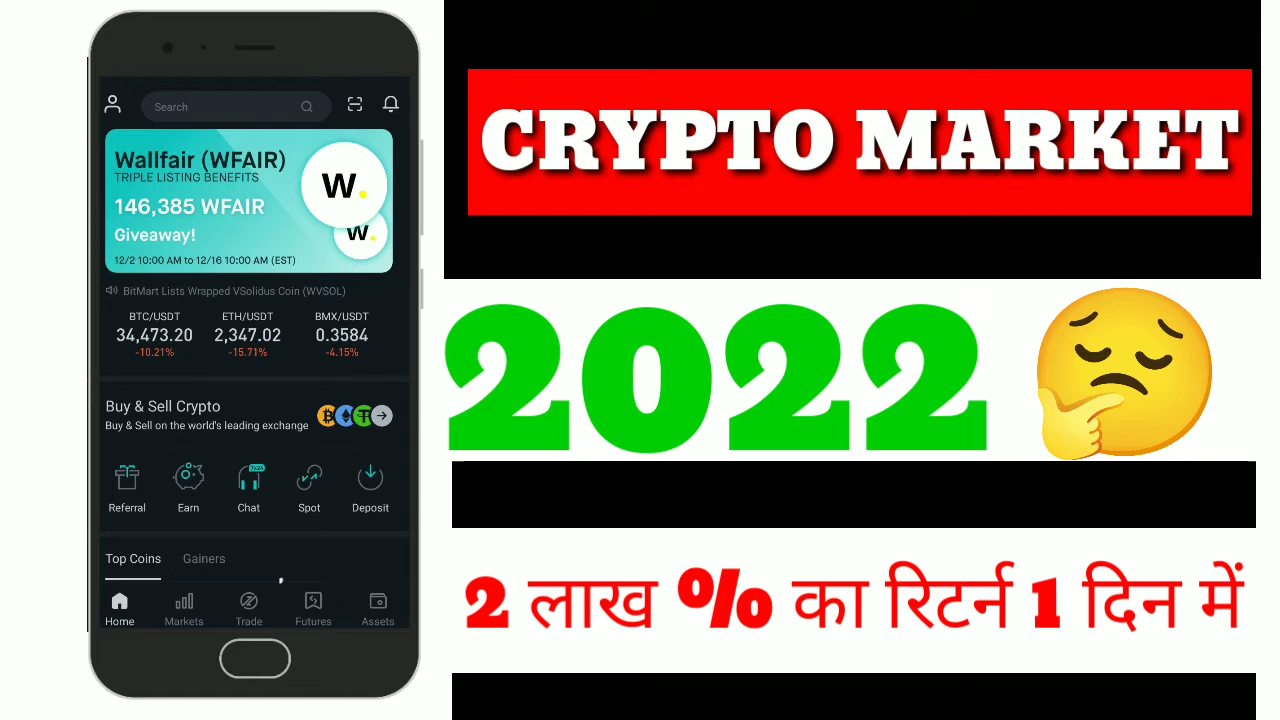 Search
Wallfair (WFAIR)
TRIPLE LISTING BENEFITS
146,385 WFAIR
Giveaway!
12/2 10:00 AM to 12/16 10:00 AM (EST)
W.
W.
BitMart Lists Wrapped VSolidus Coin (WVSOL)
BTC/USDT ETH/USDT BMX/USDT
34,473.20 2,347.02 0.3584
-10.21% -15.71% -4.15%
Buy & Sell Crypto
Buy & Sell on the world's leading exchange
7x24
Referral Earn Chat Spot Deposit
Top Coins Gainers
Home Markets Trade Futures Assets
CRYPTO MARKET
2022
2 लाख % का रिटर्न 1 दिन में